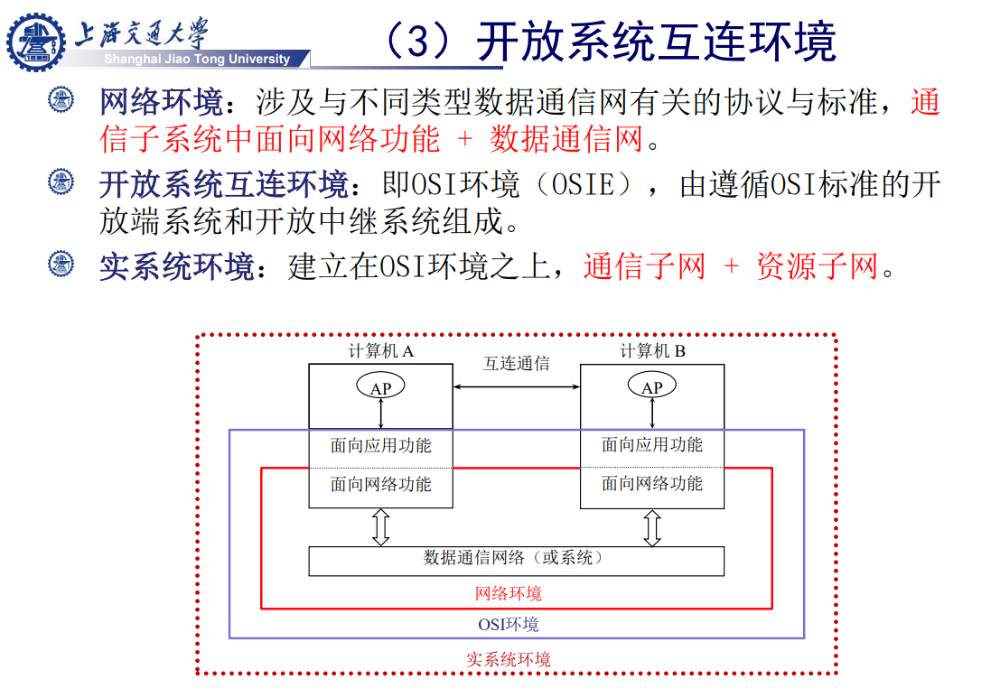 上海交通大学
Shanghai Jiao Tong University
（3）开放系统互连环境
网络环境：涉及与不同类型数据通信网有关的协议与标准，通
信子系统中面向网络功能 + 数据通信网。
开放系统互连环境：即OSI环境（OSIE），由遵循OSI标准的开
放端系统和开放中继系统组成。
实系统环境：建立在OSI环境之上，通信子网 + 资源子网。
计算机 A
计算机 B
互连通信
AP
AP
面向应用功能
面向应用功能
面向网络功能
面向网络功能
数据通信网络（或系统）
网络环境
OSI环境
实系统环境